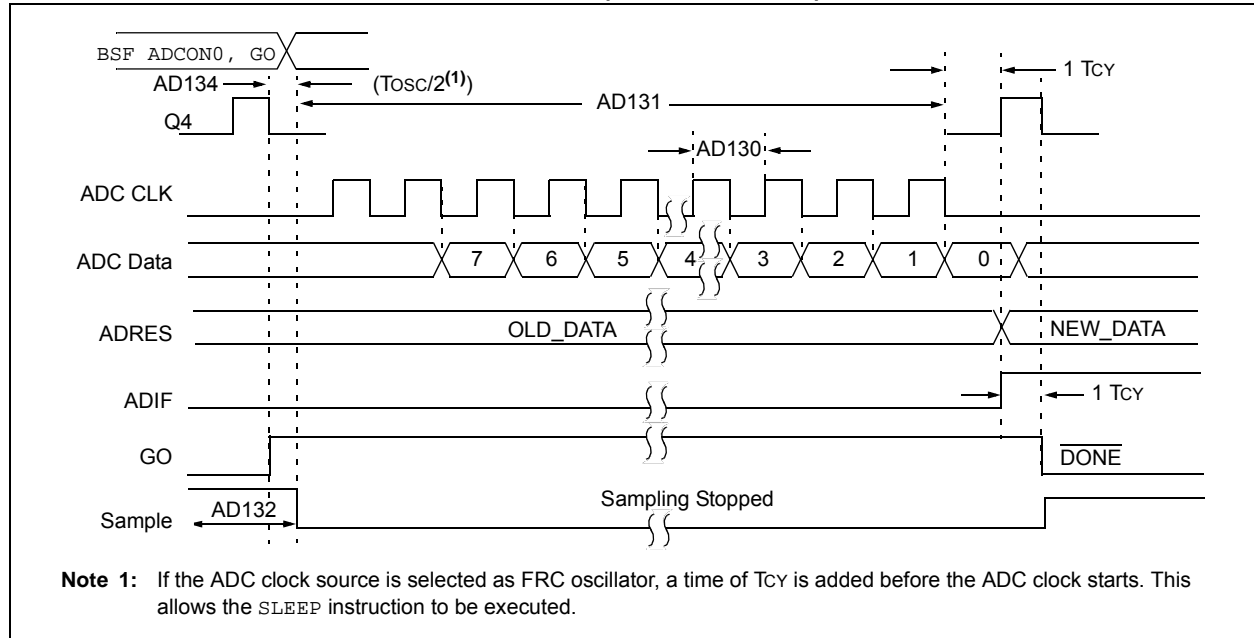 BSF ADCON0, GO
AD134 (TOSC/2(1)) 1 TCY
AD131
Q4
AD130
ADC CLK
ADC Data 7 6 5 4 3 2 1 0
ADRES OLD_DATA NEW_DATA
ADIF 1 TCY
GO DONE
Sampling Stopped
Sample AD132
Note 1: If the ADC clock source is selected as FRC oscillator, a time of TCY is added before the ADC clock starts. This
allows the SLEEP instruction to be executed.